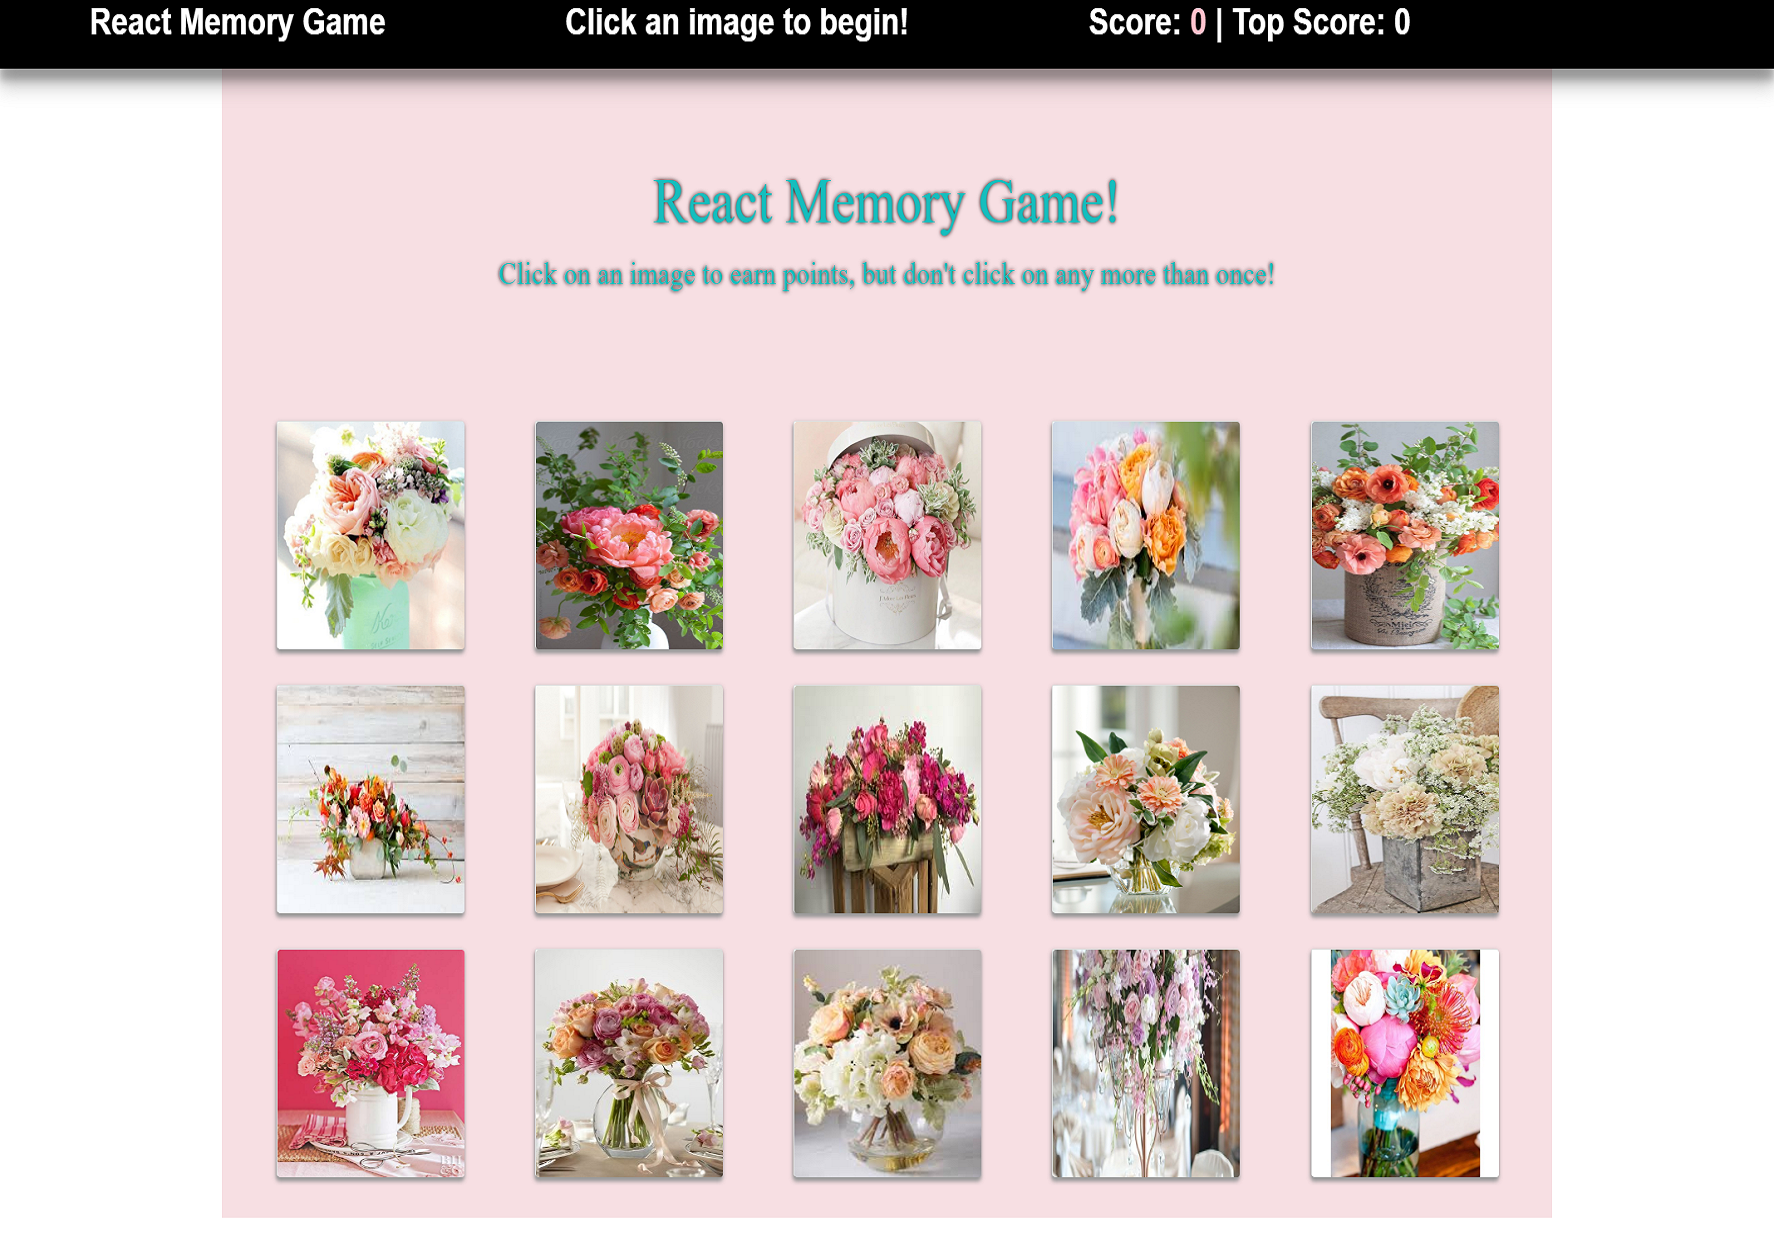 React Memory Game
Click an image to begin!
Score: 0 | Top Score: 0
React Memory Game!
Click on an image to earn points, but don't click on any more than once!